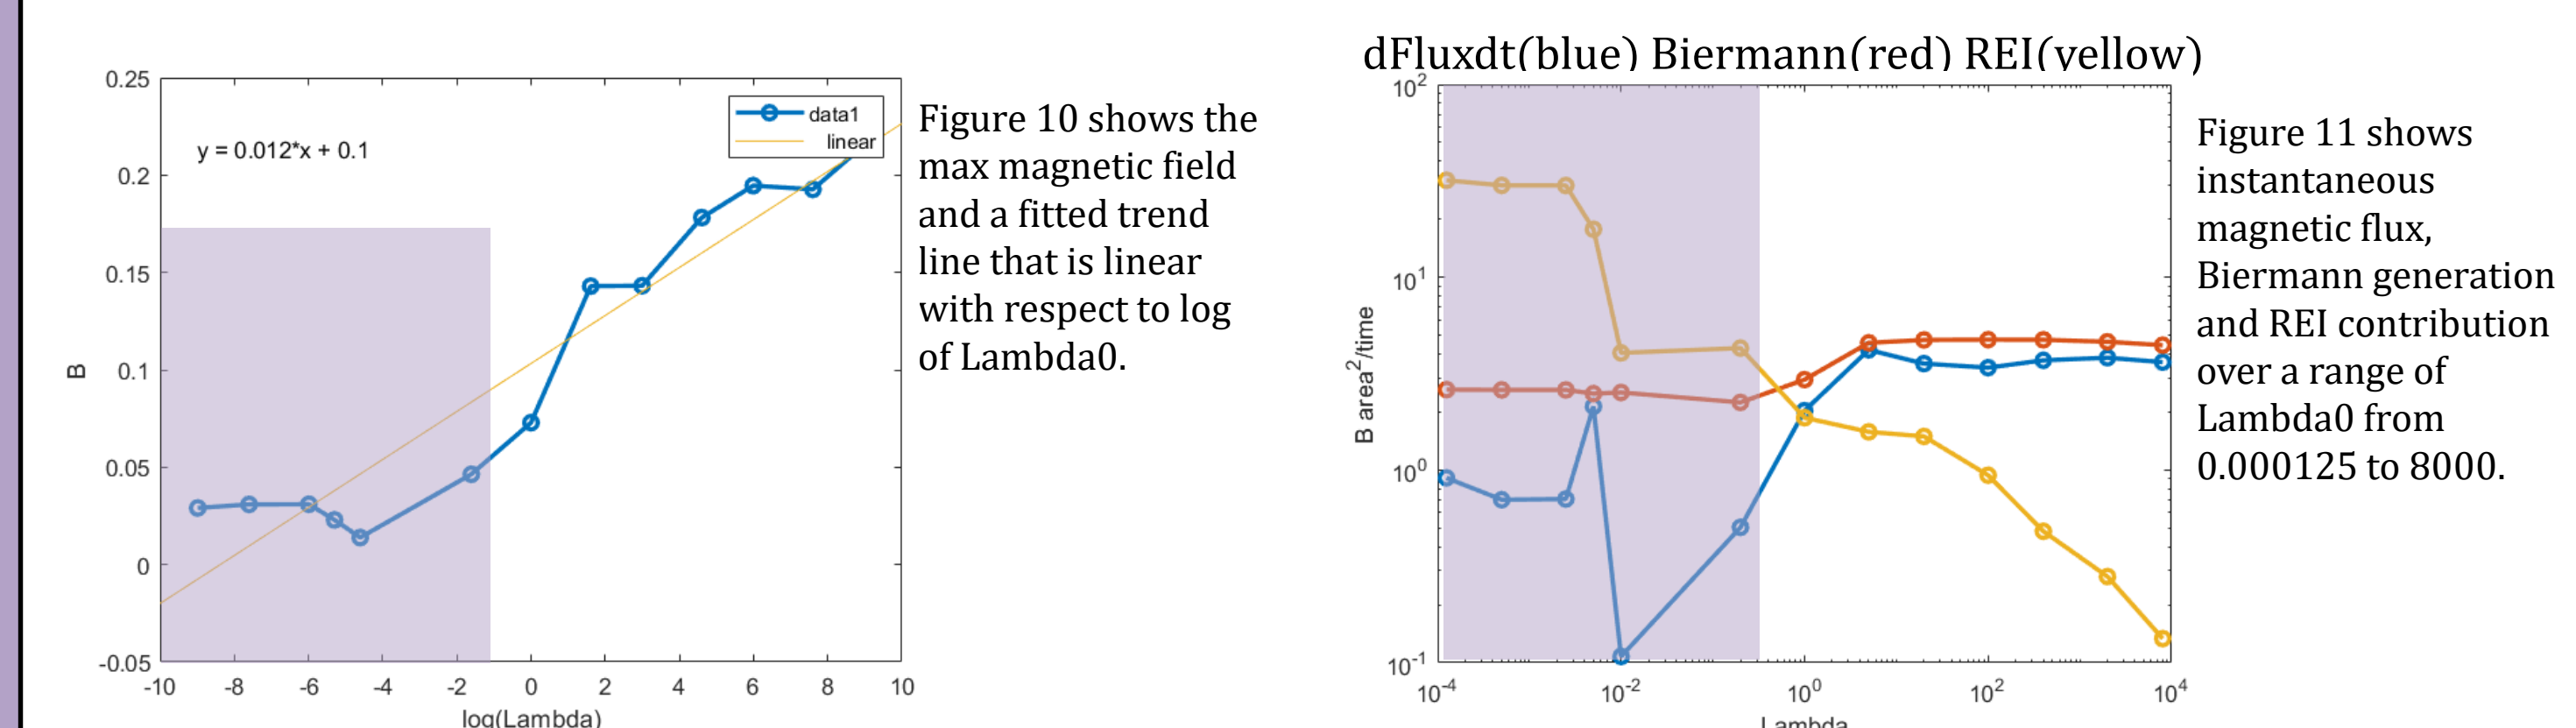 0.25
0.2
0.15
0.1
0.05
0
-0.05
B
y = 0.012*x + 0.1
data1
linear
-10 -8 -6 -4 -2 0 2 4 6 8 10
log(Lambda)
Figure 10 shows the
max magnetic field
and a fitted trend
line that is linear
with respect to log
of Lambda0.
dFluxdt(blue) Biermann(red) REI(yellow)
10^2
10^1
10^0
10^-1
B area^2/time
10^-4 10^-2 10^0 10^2 10^4
Lambda
Figure 11 shows
instantaneous
magnetic flux,
Biermann generation
and REI contribution
over a range of
Lambda0 from
0.000125 to 8000.